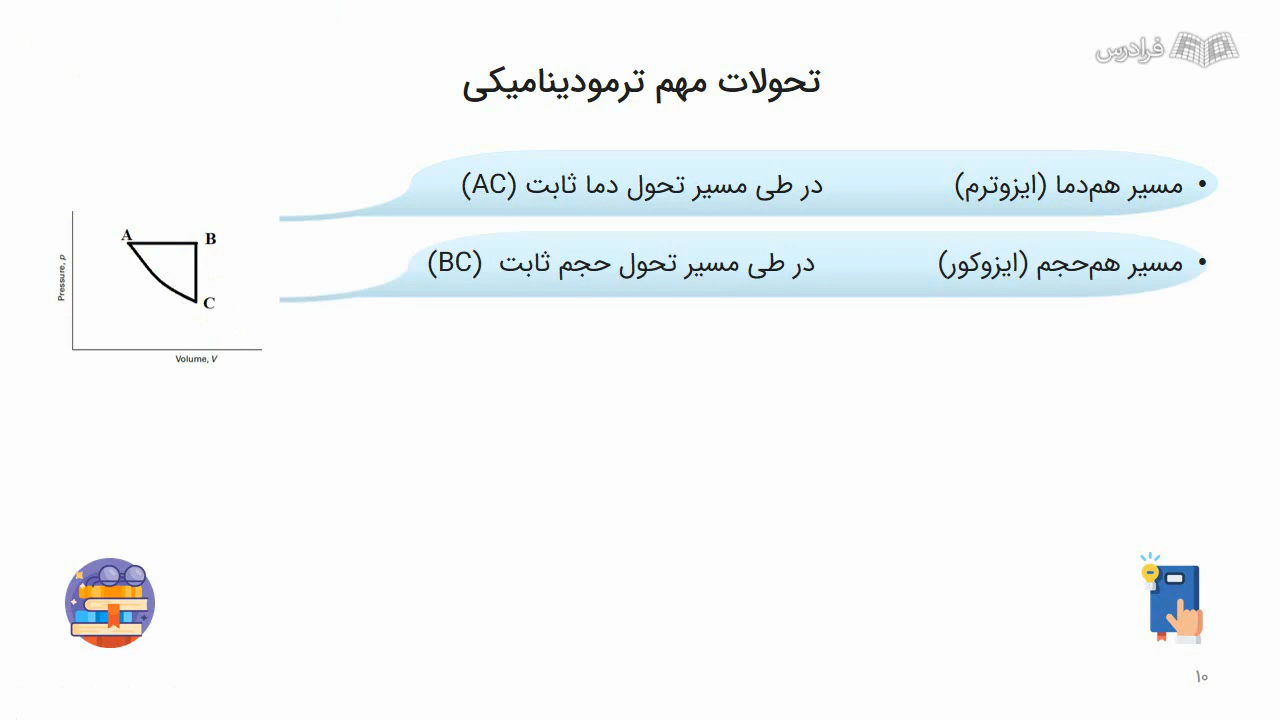 فرادرس
تحولات مهم ترمودینامیکی
• مسیر هم‌دما (ایزوترم) در طی مسیر تحول دما ثابت (AC)
• مسیر هم‌حجم (ایزوکور) در طی مسیر تحول حجم ثابت (BC)
A
B
C
Pressure, p
Volume, V
۱۰